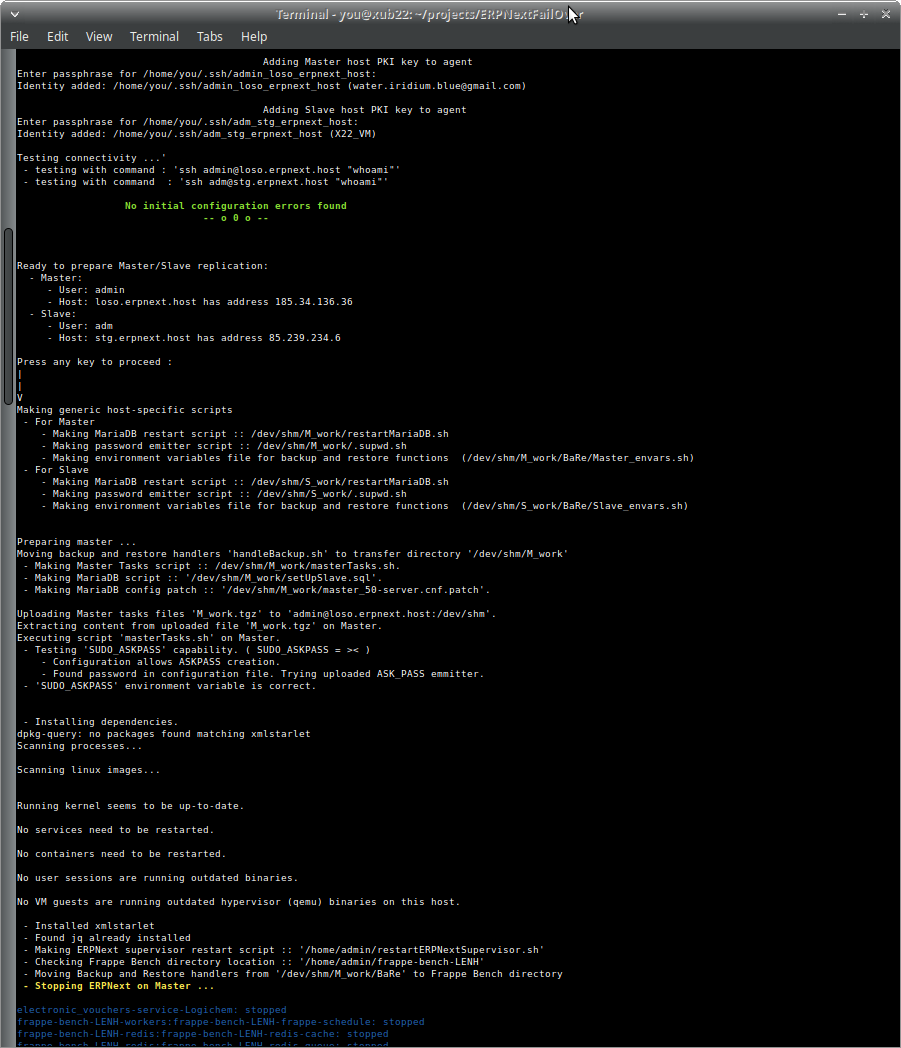 Terminal - you@xub22: ~/projects/ERPNextFailOver
File Edit View Terminal Tabs Help
Adding Master host PKI key to agent
Enter passphrase for /home/you/.ssh/admin_loso_erpnext_host:
Identity added: /home/you/.ssh/admin_loso_erpnext_host (water.iridium.blue@gmail.com)
Adding Slave host PKI key to agent
Enter passphrase for /home/you/.ssh/adm_stg_erpnext_host:
Identity added: /home/you/.ssh/adm_stg_erpnext_host (X22_VM)
Testing connectivity ...'
- testing with command : 'ssh admin@loso.erpnext.host "whoami"'
- testing with command  : 'ssh adm@stg.erpnext.host "whoami"'
No initial configuration errors found
-- o 0 o --
Ready to prepare Master/Slave replication:
- Master:
- User: admin
- Host: loso.erpnext.host has address 185.34.136.36
- Slave:
- User: adm
- Host: stg.erpnext.host has address 85.239.234.6
Press any key to proceed :
|
|
V
Making generic host-specific scripts
- For Master
- Making MariaDB restart script :: /dev/shm/M_work/restartMariaDB.sh
- Making password emitter script :: /dev/shm/M_work/.supwd.sh
- Making environment variables file for backup and restore functions  (/dev/shm/M_work/BaRe/Master_envars.sh)
- For Slave
- Making MariaDB restart script :: /dev/shm/S_work/restartMariaDB.sh
- Making password emitter script :: /dev/shm/S_work/.supwd.sh
- Making environment variables file for backup and restore functions  (/dev/shm/S_work/BaRe/Slave_envars.sh)
Preparing master ...
Moving backup and restore handlers 'handleBackup.sh' to transfer directory '/dev/shm/M_work'
- Making Master Tasks script :: /dev/shm/M_work/masterTasks.sh.
- Making MariaDB script :: '/dev/shm/M_work/setUpSlave.sql'.
- Making MariaDB config patch :: '/dev/shm/M_work/master_50-server.cnf.patch'.
Uploading Master tasks files 'M_work.tgz' to 'admin@loso.erpnext.host:/dev/shm'.
Extracting content from uploaded file 'M_work.tgz' on Master.
Executing script 'masterTasks.sh' on Master.
- Testing 'SUDO_ASKPASS' capability. ( SUDO_ASKPASS = >< )
- Configuration allows ASKPASS creation.
- Found password in configuration file. Trying uploaded ASK_PASS emmitter.
- 'SUDO_ASKPASS' environment variable is correct.
- Installing dependencies.
dpkg-query: no packages found matching xmlstarlet
Scanning processes...
Scanning linux images...
Running kernel seems to be up-to-date.
No services need to be restarted.
No containers need to be restarted.
No user sessions are running outdated binaries.
No VM guests are running outdated hypervisor (qemu) binaries on this host.
- Installed xmlstarlet
- Found jq already installed
- Making ERPNext supervisor restart script :: '/home/admin/restartERPNextSupervisor.sh'
- Checking Frappe Bench directory location :: '/home/admin/frappe-bench-LENH'
- Moving Backup and Restore handlers from '/dev/shm/M_work/BaRe' to Frappe Bench directory
- Stopping ERPNext on Master ...
electronic_vouchers-service-Logichem: stopped
frappe-bench-LENH-workers:frappe-bench-LENH-frappe-schedule: stopped
frappe-bench-LENH-redis:frappe-bench-LENH-redis-cache: stopped
frappe-bench-LENH-redis:frappe-bench-LENH-redis-queue: stopped